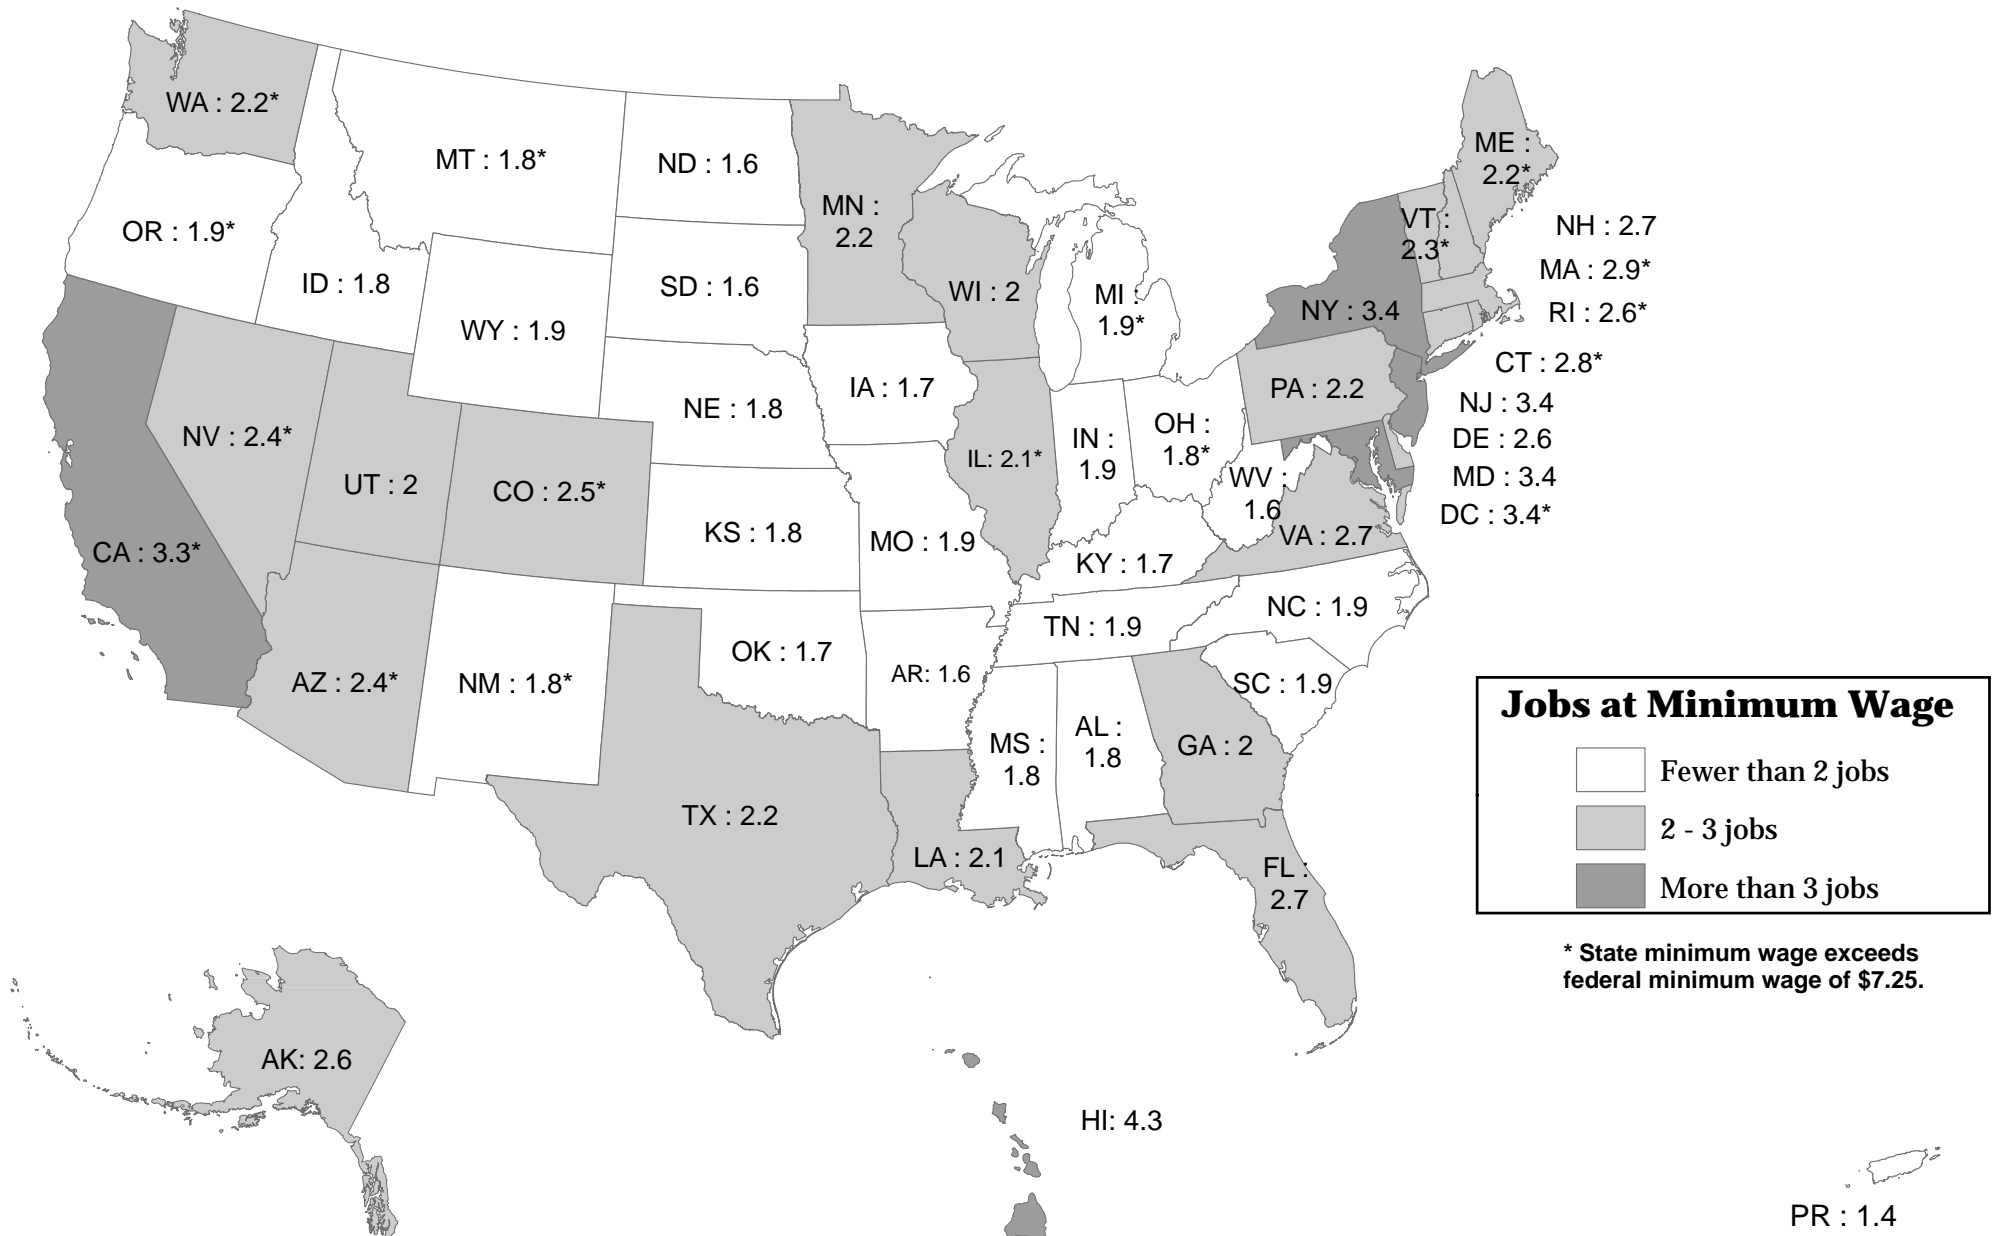 WA : 2.2*
MT : 1.8*
ND : 1.6
MN :
2.2
ME :
2.2*
OR : 1.9*
ID : 1.8
SD : 1.6
WI : 2
MI :
1.9*
VT :
2.3*
NH : 2.7
MA : 2.9*
NY : 3.4
RI : 2.6*
WY : 1.9
CT : 2.8*
IA : 1.7
PA : 2.2
NE : 1.8
NJ : 3.4
NV : 2.4*
IN :
1.9
OH :
1.8*
DE : 2.6
IL: 2.1*
UT : 2
CO : 2.5*
WV :
1.6
MD : 3.4
DC : 3.4*
CA : 3.3*
KS : 1.8
MO : 1.9
VA : 2.7
KY : 1.7
NC : 1.9
TN : 1.9
OK : 1.7
AR: 1.6
AZ : 2.4*
NM : 1.8*
SC : 1.9
MS :
1.8
AL :
1.8
GA : 2
TX : 2.2
LA : 2.1
FL :
2.7
Jobs at Minimum Wage
Fewer than 2 jobs
2 - 3 jobs
More than 3 jobs
* State minimum wage exceeds
federal minimum wage of $7.25.
AK: 2.6
HI: 4.3
PR : 1.4